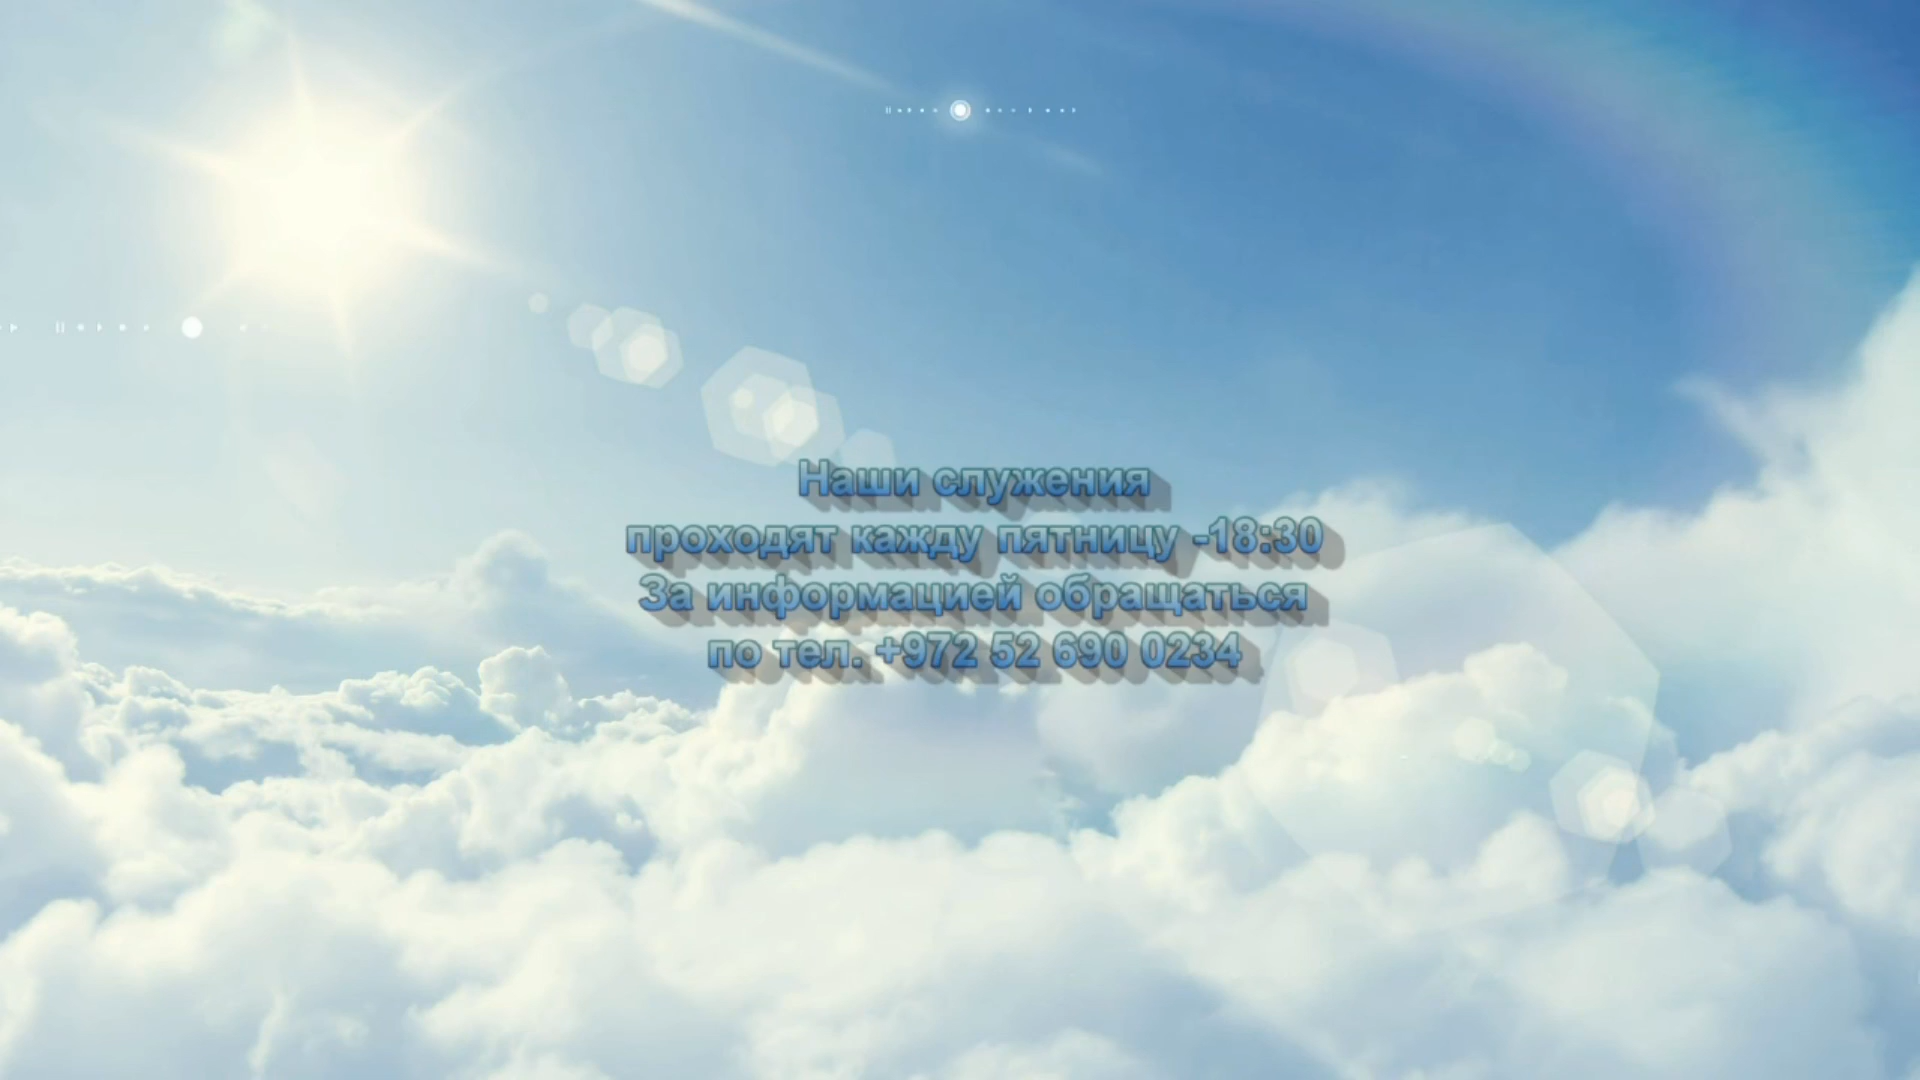 Наши служения
проходят кажду пятницу -18:30
За информацией обращаться
по тел. +972 52 690 0234